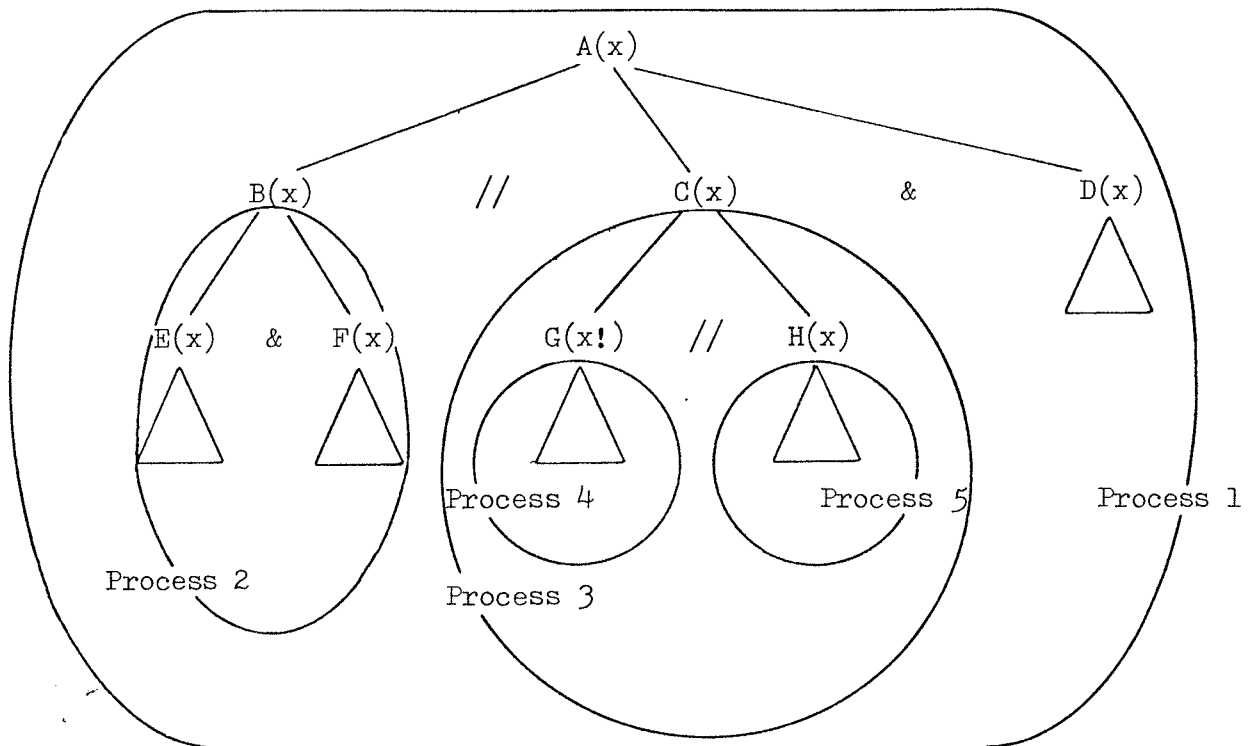 A(x)
B(x) // C(x) & D(x)
E(x) & F(x) G(x!) // H(x)
Process 4 Process 5 Process 1
Process 2
Process 3